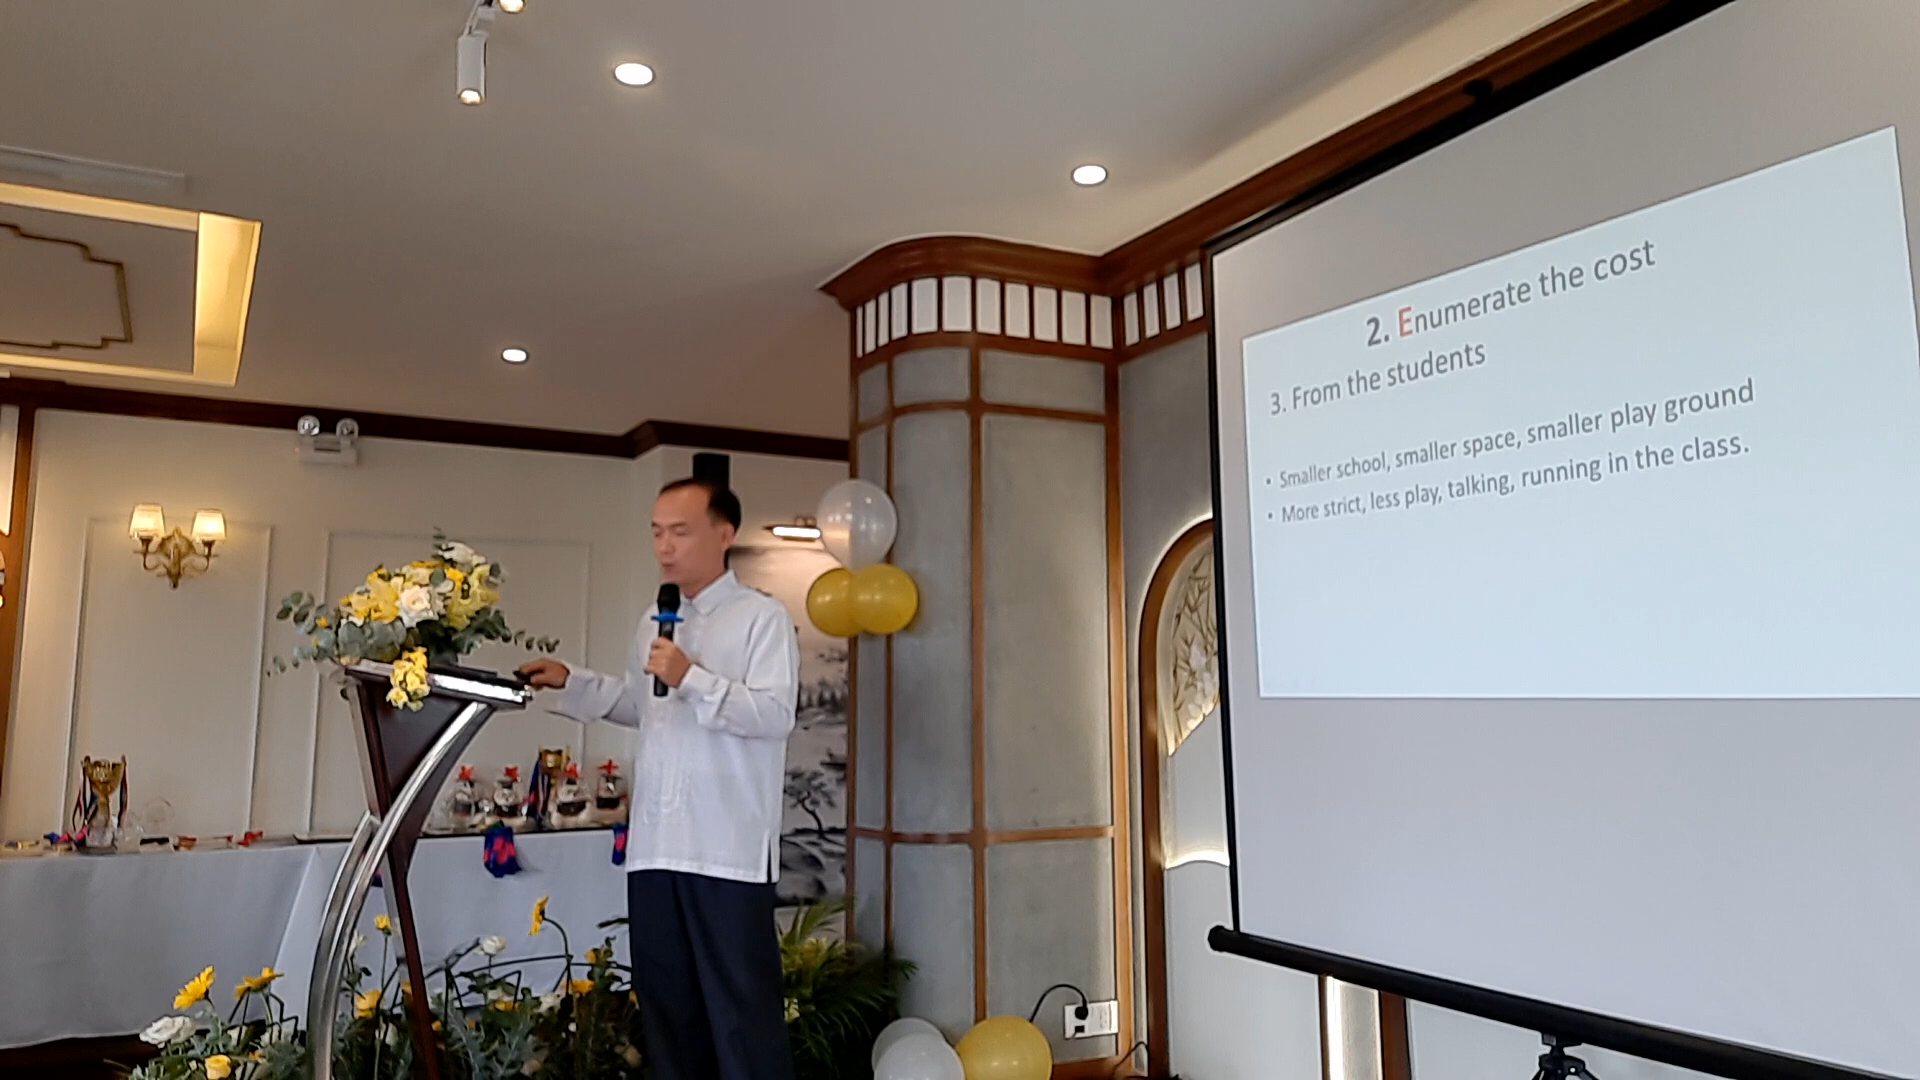 2. Enumerate the cost
3. From the students
• Smaller school, smaller space, smaller play ground
• More strict, less play, talking, running in the class.